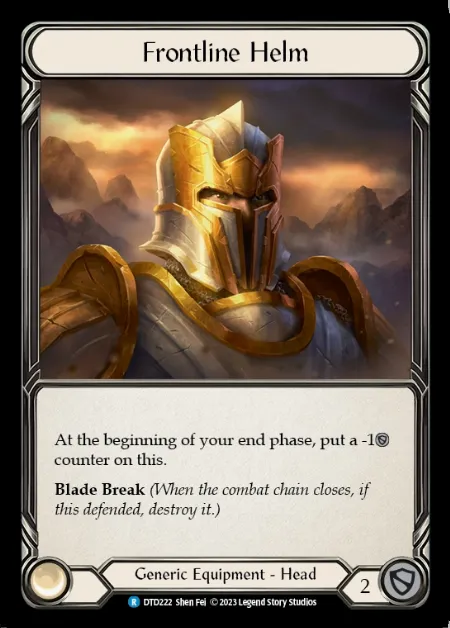 Frontline Helm
At the beginning of your end phase, put a -1
counter on this.
Blade Break (When the combat chain closes, if
this defended, destroy it.)
Generic Equipment - Head
2
R DTD222 Shen Fei © 2023 Legend Story Studios